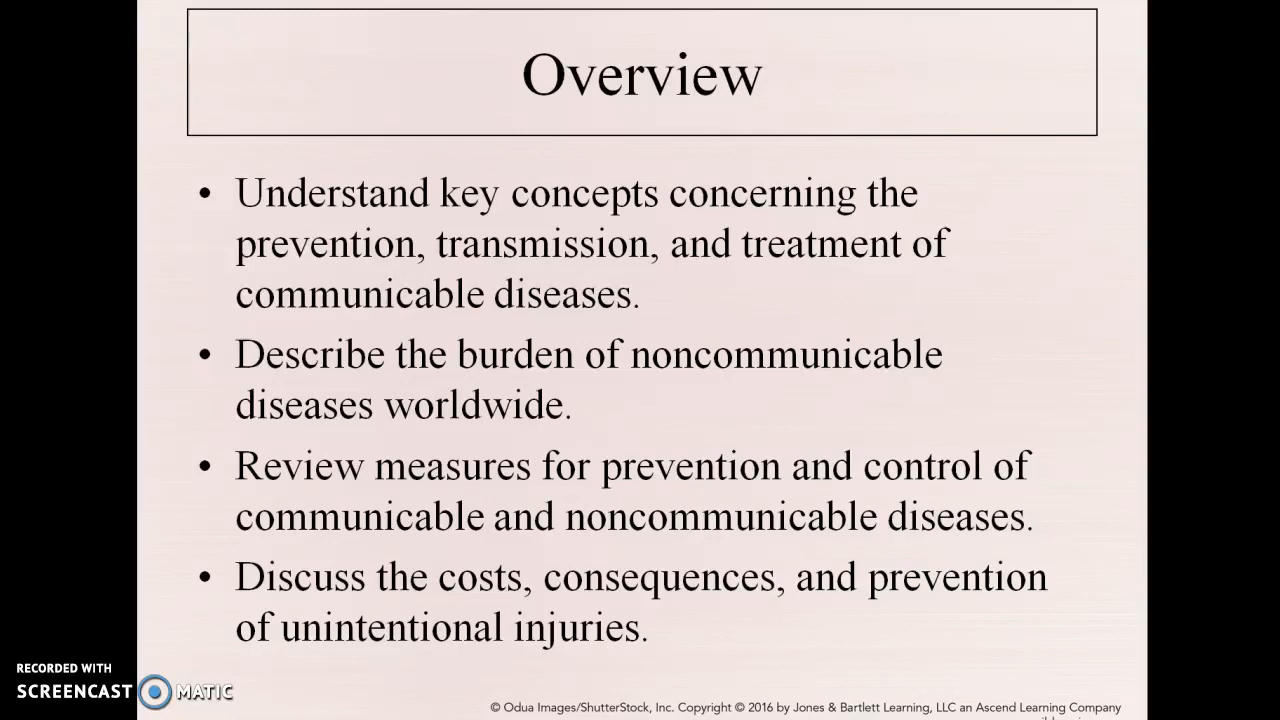 Overview
• Understand key concepts concerning the
prevention, transmission, and treatment of
communicable diseases.
• Describe the burden of noncommunicable
diseases worldwide.
• Review measures for prevention and control of
communicable and noncommunicable diseases.
• Discuss the costs, consequences, and prevention
of unintentional injuries.
RECORDED WITH
SCREENCAST MATIC
© Odua Images/ShutterStock, Inc. Copyright © 2016 by Jones & Bartlett Learning, LLC an Ascend Learning Company